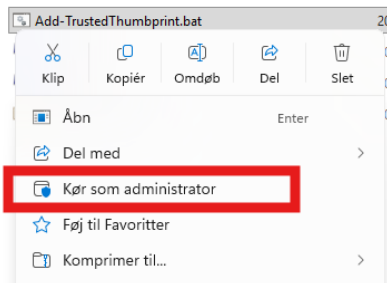 Add-TrustedThumbprint.bat 20
Klip Kopiér Omdøb Del Slet
Åbn Enter
Del med
Kør som administrator
Føj til Favoritter
Komprimer til...